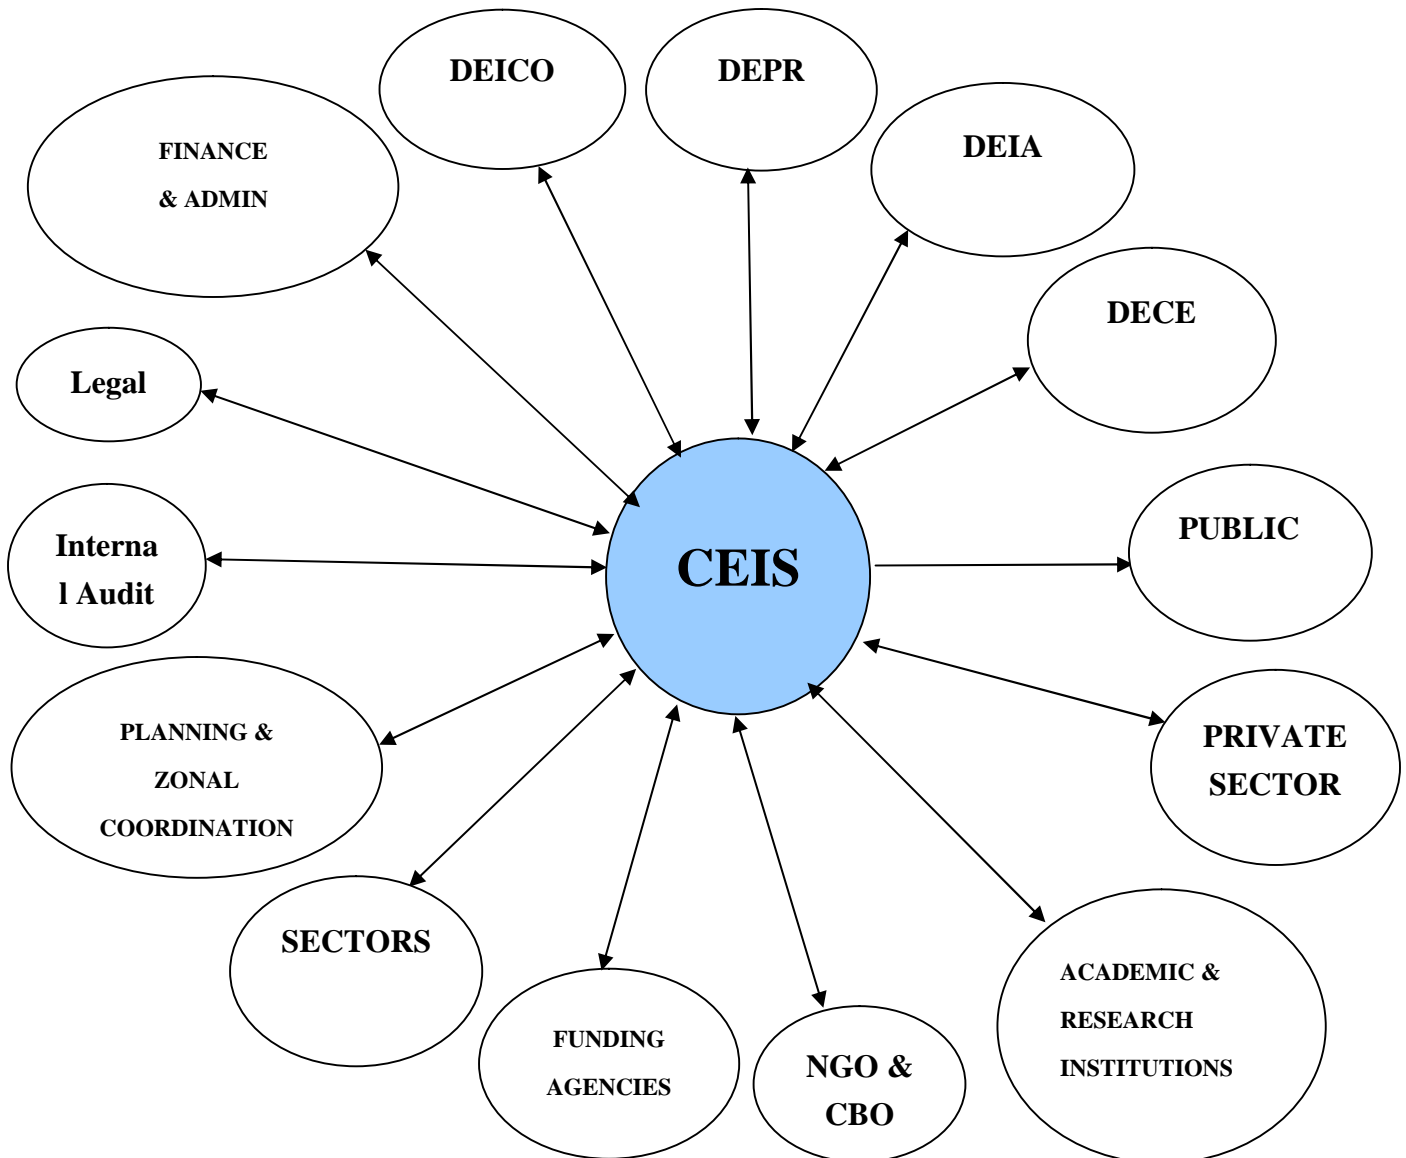 DEICO
DEPR
DEIA
FINANCE
& ADMIN
DECE
Legal
PUBLIC
Interna
l Audit
CEIS
PLANNING &
ZONAL
COORDINATION
PRIVATE
SECTOR
SECTORS
ACADEMIC &
RESEARCH
INSTITUTIONS
FUNDING
AGENCIES
NGO &
CBO